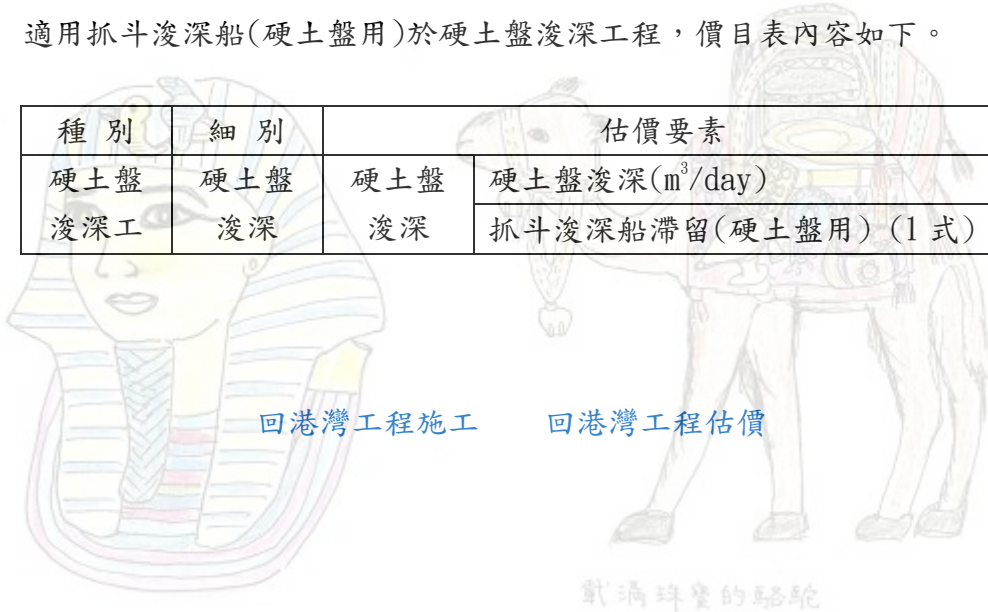 適用抓斗浚深船(硬土盤用)於硬土盤浚深工程，價目表內容如下。
種 別 細 別 估價要素
硬土盤 硬土盤 硬土盤 硬土盤浚深(m³/day)
浚深工 浚深 浚深 抓斗浚深船滯留(硬土盤用) (1 式)
回港灣工程施工 回港灣工程估價
載滿珠寶的駱駝